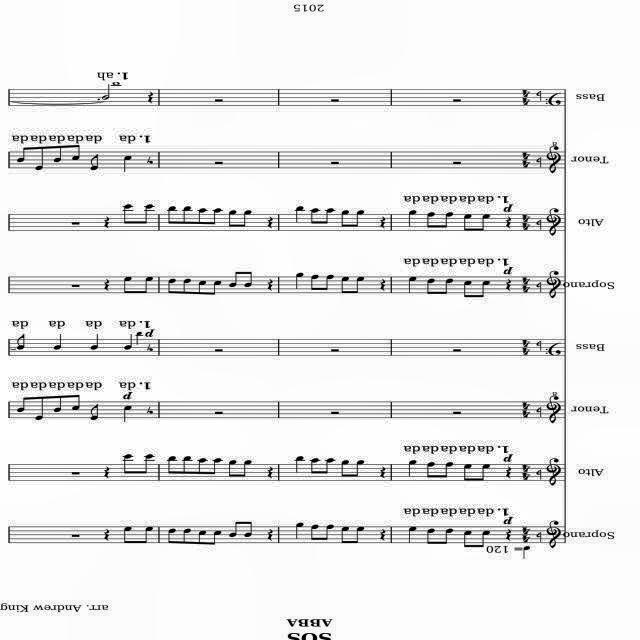 SOS
ABBA
arr. Andrew King
= 120
Soprano
p
1. dadadadada
Alto
p
1. dadadadada
Tenor
p
1. da dadadadada
Bass
p
1. da da da da
Soprano
p
1. dadadadada
Alto
p
1. dadadadada
Tenor
1. da dadadadada
Bass
1. ah
2015